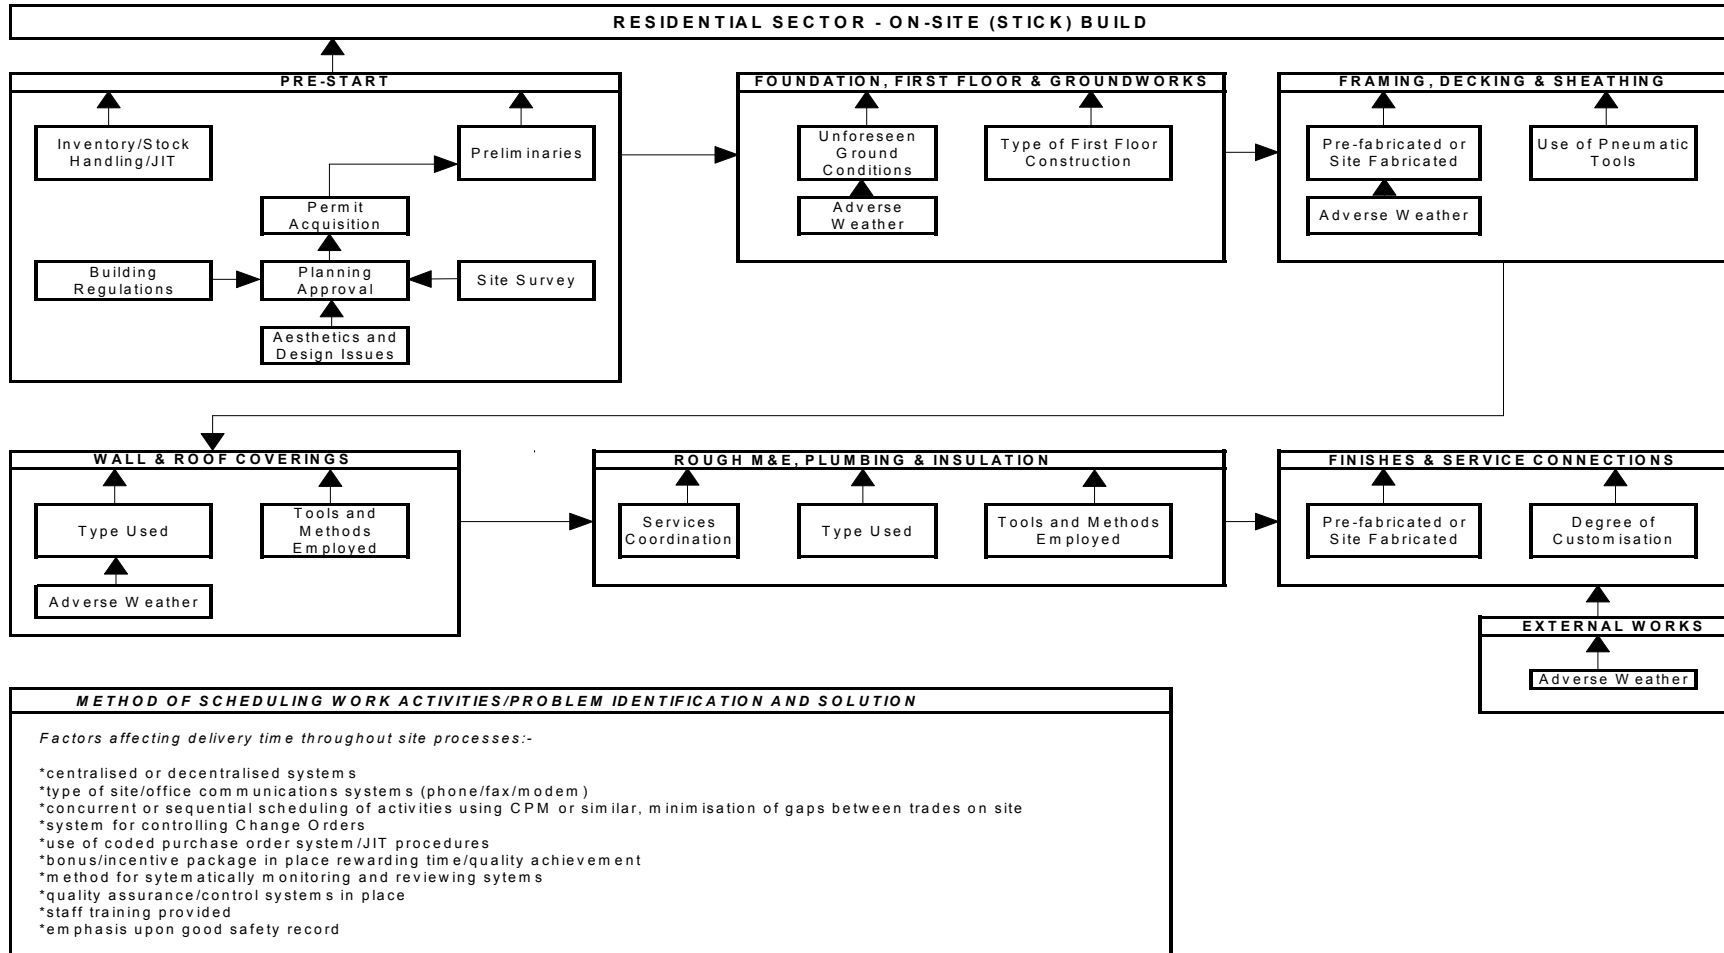 RESIDENTIAL SECTOR - ON-SITE (STICK) BUILD
PRE-START
Inventory/Stock
Handling/JIT
Preliminaries
Permit
Acquisition
Building
Regulations
Planning
Approval
Site Survey
Aesthetics and
Design Issues
FOUNDATION, FIRST FLOOR & GROUNDWORKS
Unforeseen
Ground
Conditions
Type of First Floor
Construction
Adverse
Weather
FRAMING, DECKING & SHEATHING
Pre-fabricated or
Site Fabricated
Use of Pneumatic
Tools
Adverse Weather
WALL & ROOF COVERINGS
Type Used
Tools and
Methods
Employed
Adverse Weather
ROUGH M&E, PLUMBING & INSULATION
Services
Coordination
Type Used
Tools and Methods
Employed
FINISHES & SERVICE CONNECTIONS
Pre-fabricated or
Site Fabricated
Degree of
Customisation
EXTERNAL WORKS
Adverse Weather
METHOD OF SCHEDULING WORK ACTIVITIES/PROBLEM IDENTIFICATION AND SOLUTION
Factors affecting delivery time throughout site processes:-
*centralised or decentralised systems
*type of site/office communications systems (phone/fax/modem)
*concurrent or sequential scheduling of activities using CPM or similar, minimisation of gaps between trades on site
*system for controlling Change Orders
*use of coded purchase order system/JIT procedures
*bonus/incentive package in place rewarding time/quality achievement
*method for sytematically monitoring and reviewing sytems
*quality assurance/control systems in place
*staff training provided
*emphasis upon good safety record